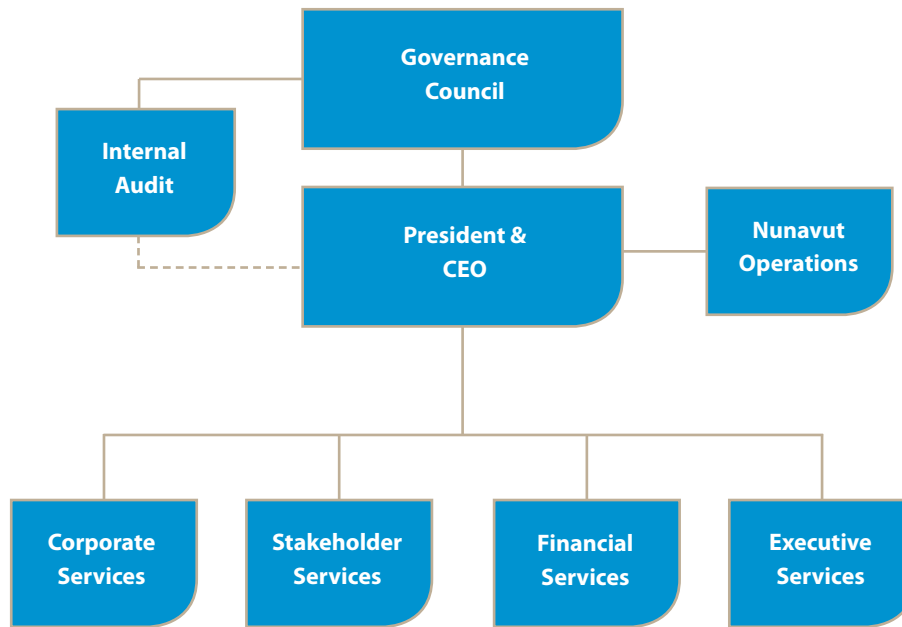 Governance
Council
Internal
Audit
President &
CEO
Nunavut
Operations
Corporate
Services
Stakeholder
Services
Financial
Services
Executive
Services